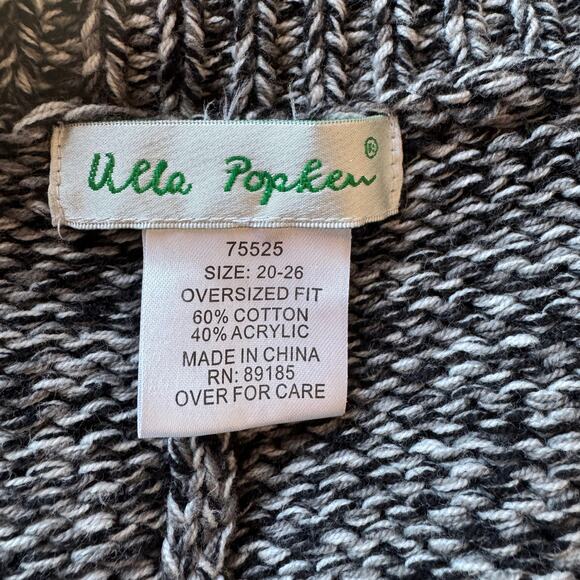 Ulla Popken®
75525
SIZE: 20-26
OVERSIZED FIT
60% COTTON
40% ACRYLIC
MADE IN CHINA
RN: 89185
OVER FOR CARE